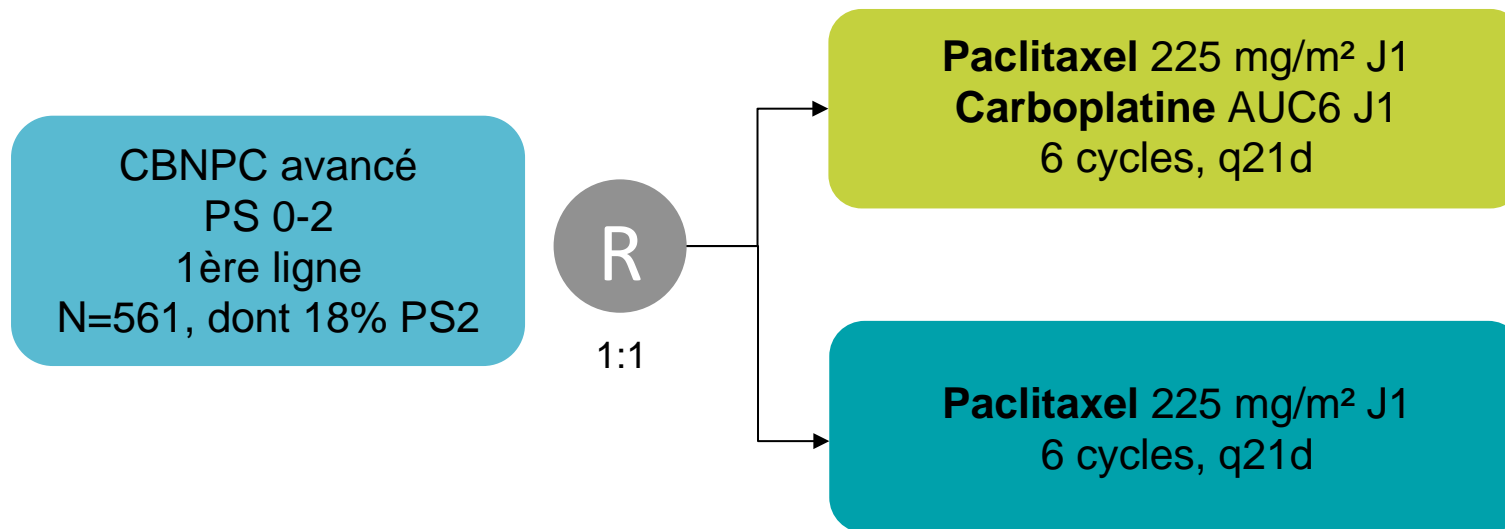 CBNPC avancé
PS 0-2
1ère ligne
N=561, dont 18% PS2
R
1:1
Paclitaxel 225 mg/m² J1
Carboplatine AUC6 J1
6 cycles, q21d
Paclitaxel 225 mg/m² J1
6 cycles, q21d